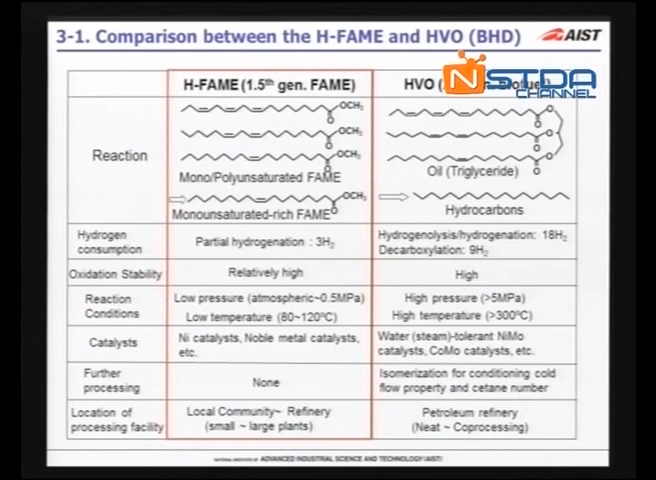 3-1. Comparison between the H-FAME and HVO (BHD)
AIST
NSTDA
CHANNEL
H-FAME (1.5th gen. FAME)
HVO
Reaction
OCH₃
O
OCH₃
O
OCH₃
O
Mono/Polyunsaturated FAME
OCH₃
O
Monounsaturated-rich FAME
O
O
O
O
O
O
Oil (Triglyceride)
Hydrocarbons
Hydrogen
consumption
Partial hydrogenation : 3H₂
Hydrogenolysis/hydrogenation: 18H₂
Decarboxylation: 9H₂
Oxidation Stability
Relatively high
High
Reaction
Conditions
Low pressure (atmospheric~0.5MPa)
Low temperature (80~120°C)
High pressure (>5MPa)
High temperature (>300°C)
Catalysts
Ni catalysts, Noble metal catalysts,
etc.
Water (steam)-tolerant NiMo
catalysts, CoMo catalysts, etc.
Further
processing
None
Isomerization for conditioning cold
flow property and cetane number
Location of
processing facility
Local Community~ Refinery
(small ~ large plants)
Petroleum refinery
(Neat ~ Coprocessing)
NATIONAL INSTITUTE OF ADVANCED INDUSTRIAL SCIENCE AND TECHNOLOGY (AIST)